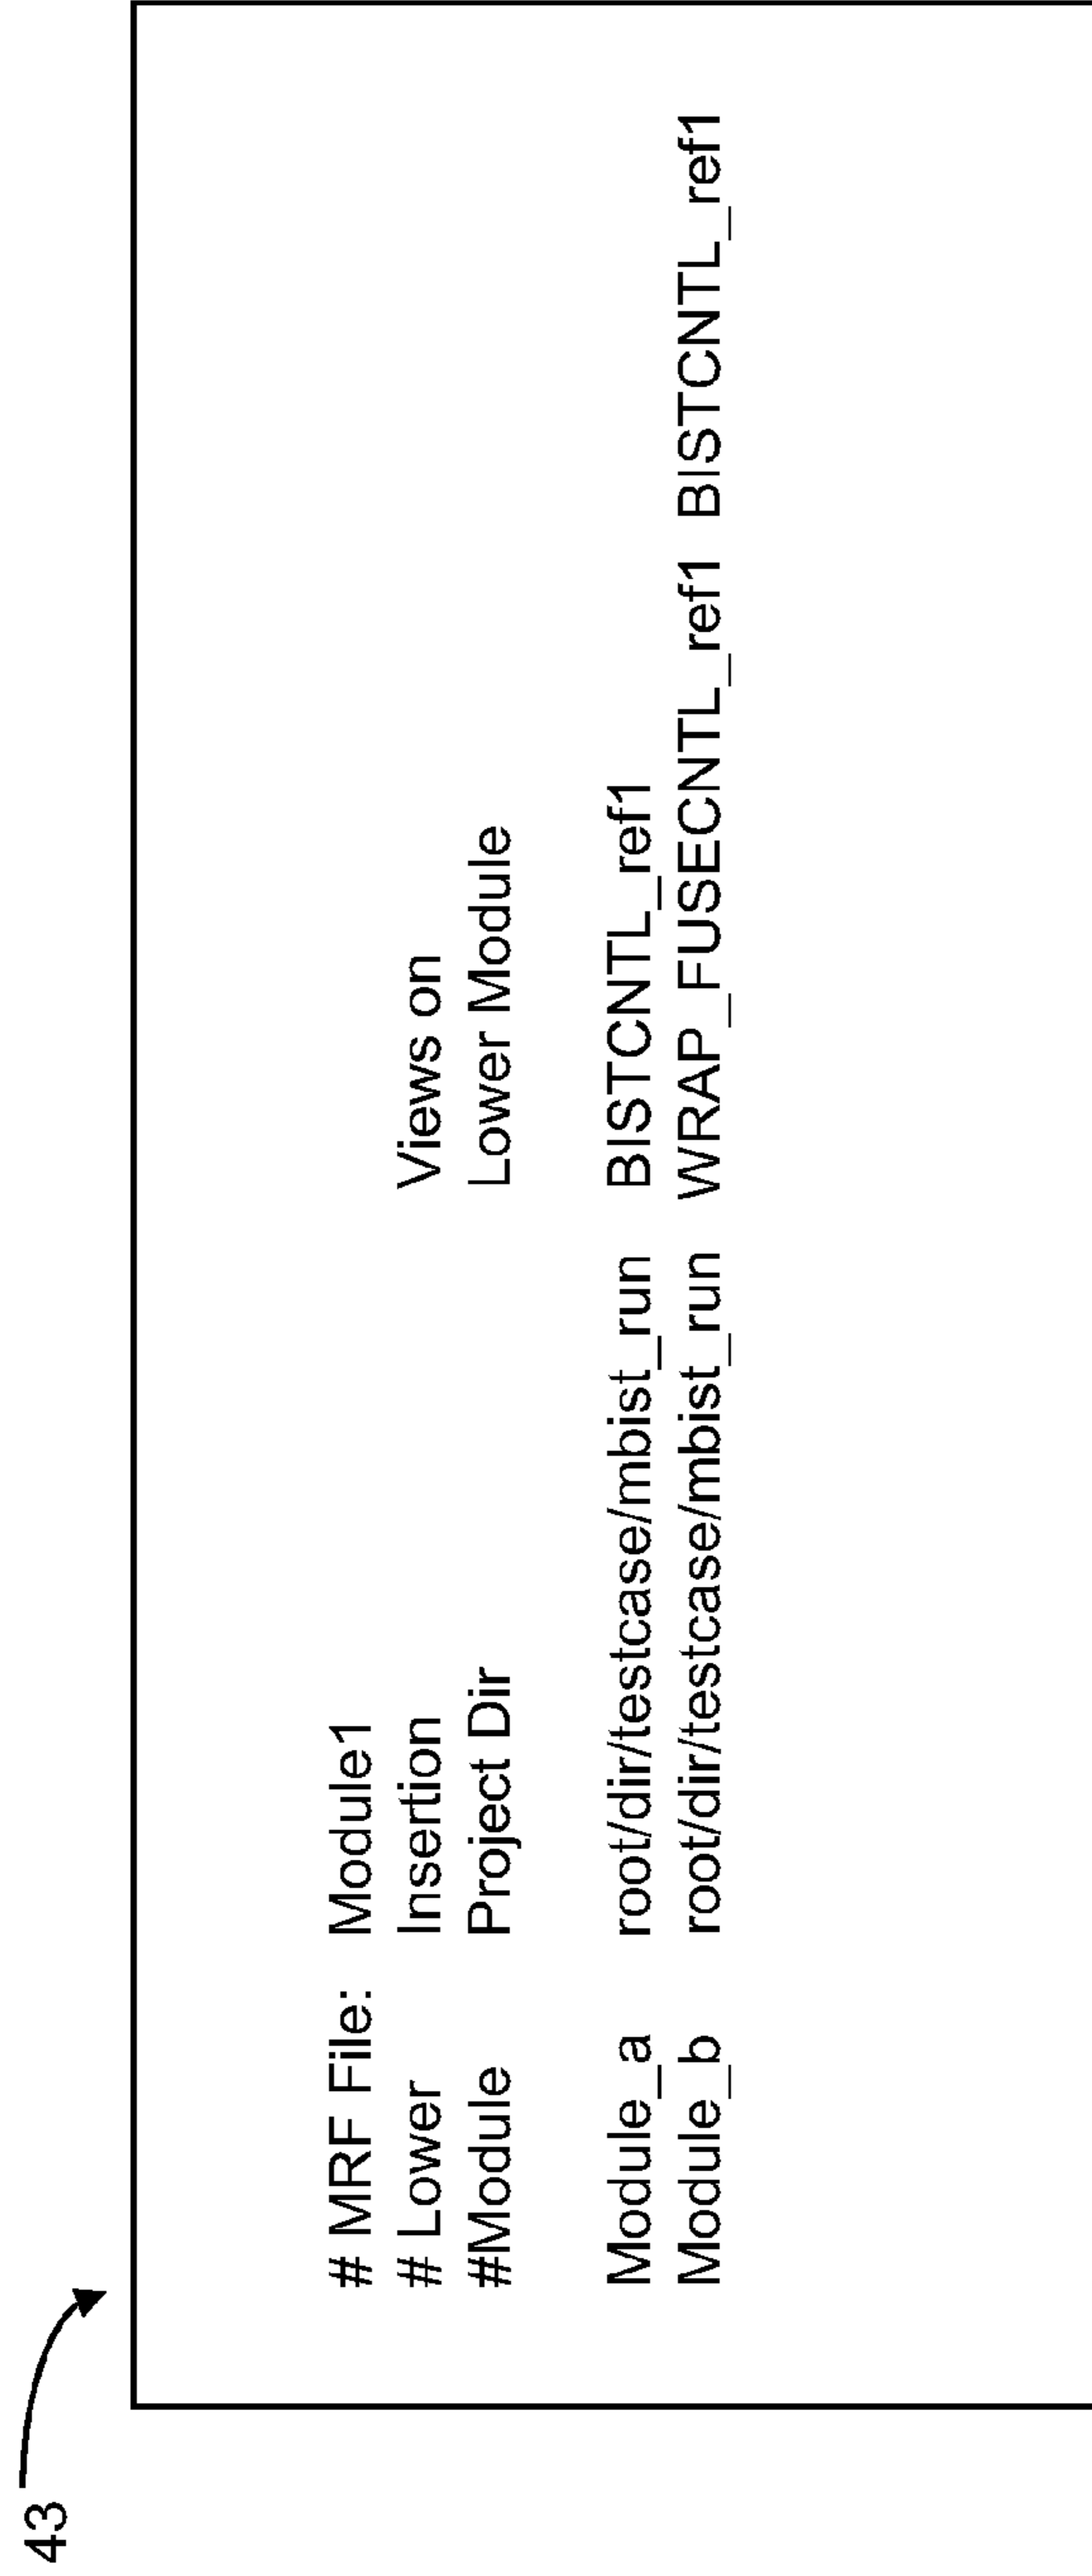 43
# MRF File: Module1
# Lower Insertion Views on
#Module Project Dir Lower Module
Module_a root/dir/testcase/mbist_run BISTCNTL_ref1
Module_b root/dir/testcase/mbist_run WRAP_FUSECNTL_ref1 BISTCNTL_ref1